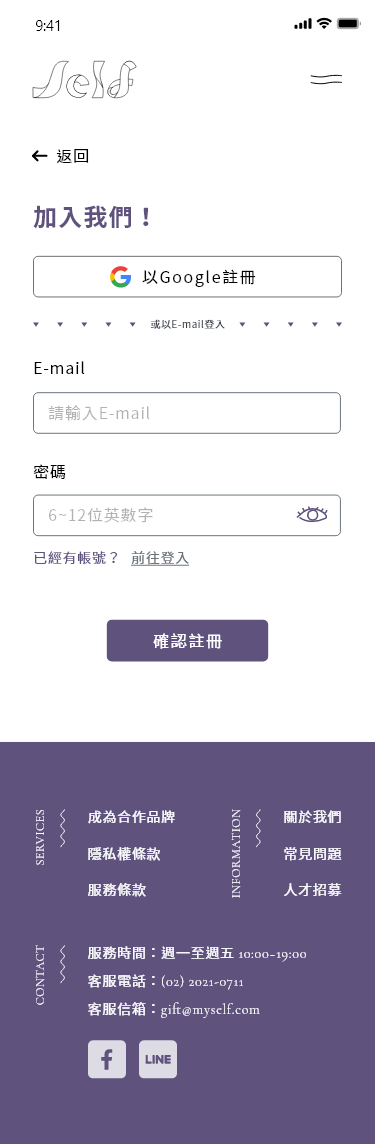 9:41
Self
返回
加入我們！
以Google註冊
或以E-mail登入
E-mail
請輸入E-mail
密碼
6~12位英數字
已經有帳號？ 前往登入
確認註冊
SERVICES
成為合作品牌
隱私權條款
服務條款
INFORMATION
關於我們
常見問題
人才招募
CONTACT
服務時間：週一至週五 10:00-19:00
客服電話：(02) 2021-0711
客服信箱：gift@myself.com
LINE